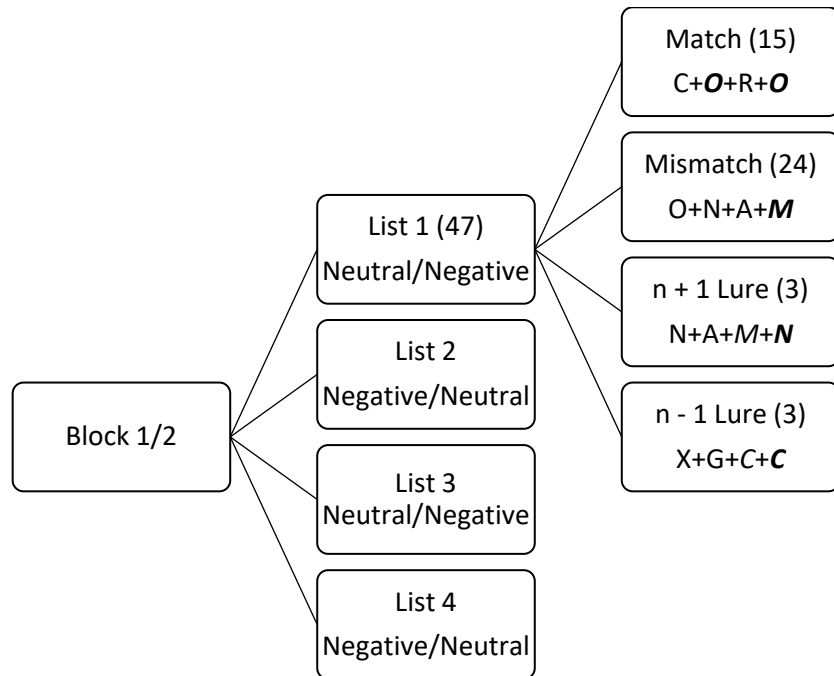 Block 1/2
List 1 (47)
Neutral/Negative
List 2
Negative/Neutral
List 3
Neutral/Negative
List 4
Negative/Neutral
Match (15)
C+O+R+O
Mismatch (24)
O+N+A+M
n + 1 Lure (3)
N+A+M+N
n - 1 Lure (3)
X+G+C+C